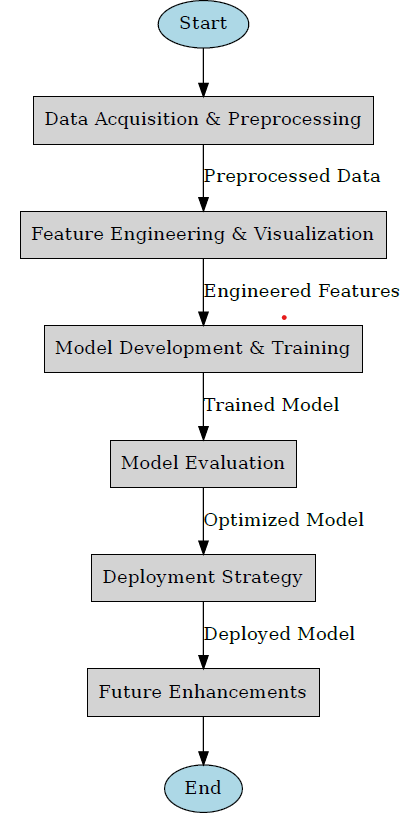 Start
Data Acquisition & Preprocessing
Preprocessed Data
Feature Engineering & Visualization
Engineered Features
Model Development & Training
Trained Model
Model Evaluation
Optimized Model
Deployment Strategy
Deployed Model
Future Enhancements
End